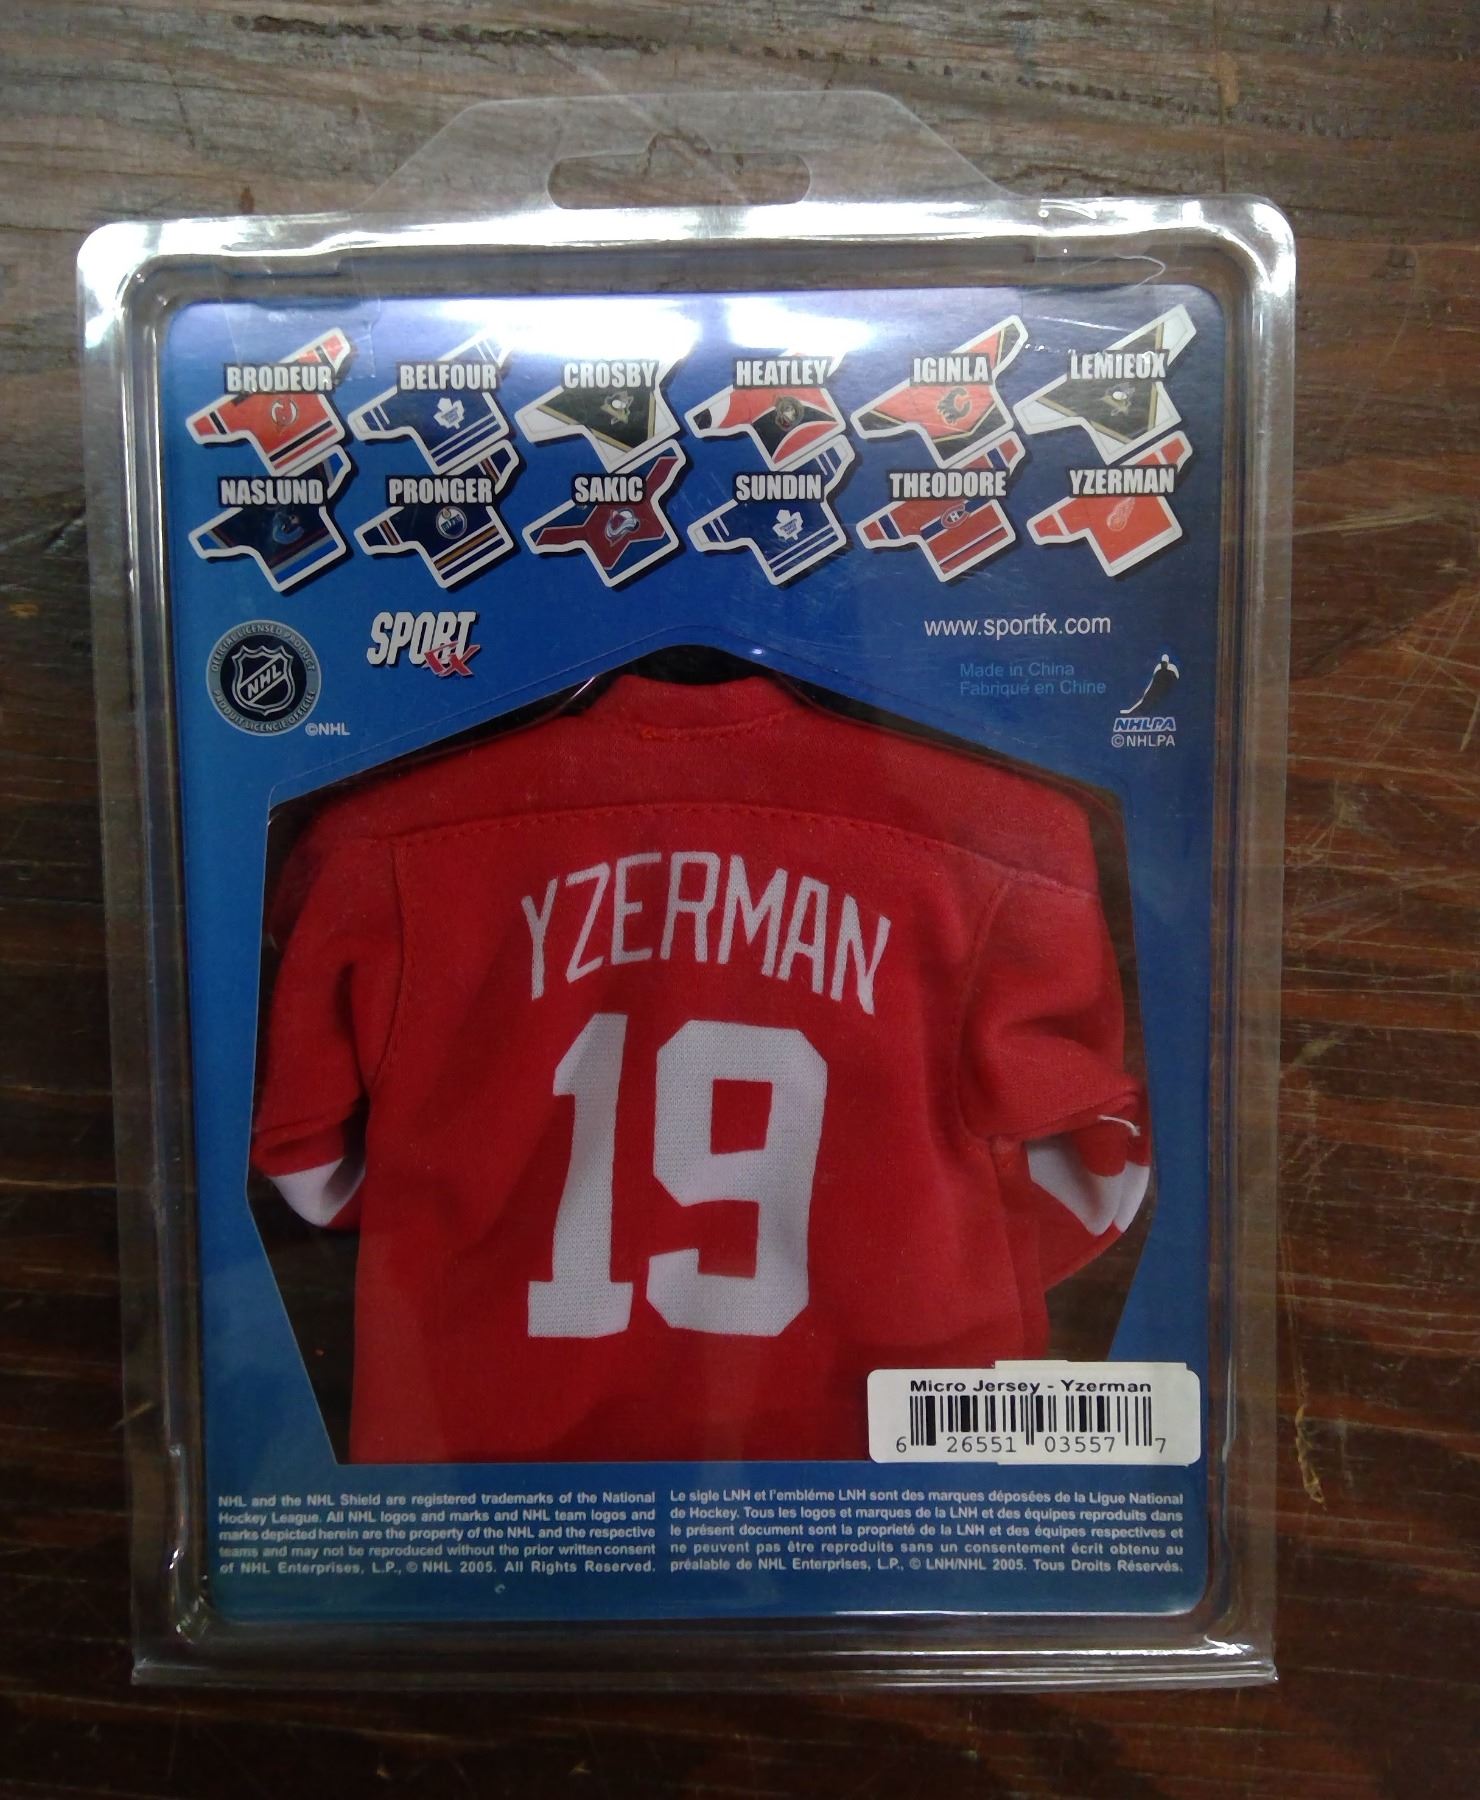 BRODEUR BELFOUR CROSBY HEATLEY IGINLA LEMIEUX
NASLUND PRONGER SAKIC SUNDIN THEODORE YZERMAN
OFFICIAL LICENSED PRODUCT
NHL
PRODUIT LICENCIE OFFICIEL
©NHL
SPORT FX
www.sportfx.com
Made in China
Fabriqué en Chine
NHLPA
©NHLPA
YZERMAN
19
Micro Jersey - Yzerman
6 26551 03557 7
NHL and the NHL Shield are registered trademarks of the National
Hockey League. All NHL logos and marks and NHL team logos and
marks depicted herein are the property of the NHL and the respective
teams and may not be reproduced without the prior written consent
of NHL Enterprises, L.P., © NHL 2005. All Rights Reserved.
Le sigle LNH et l'embléme LNH sont des marques déposées de la Ligue National
de Hockey. Tous les logos et marques de la LNH et des équipes reproduits dans
le présent document sont la proprieté de la LNH et des équipes respectives et
ne peuvent pas être reproduits sans un consentement écrit obtenu au
préalable de NHL Enterprises, L.P., © LNH/NHL 2005. Tous Droits Réservés.